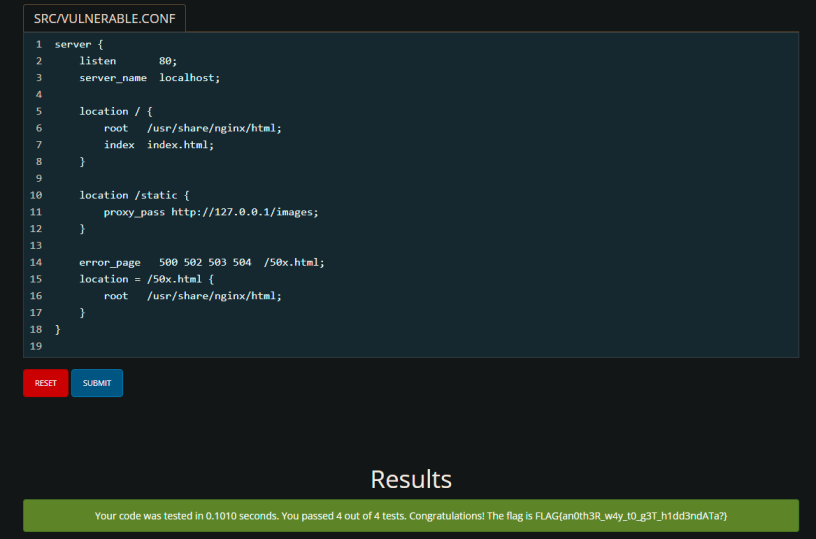 SRC/VULNERABLE.CONF
1 server {
2     listen       80;
3     server_name  localhost;
4
5     location / {
6         root   /usr/share/nginx/html;
7         index  index.html;
8     }
9
10     location /static {
11         proxy_pass http://127.0.0.1/images;
12     }
13
14     error_page   500 502 503 504  /50x.html;
15     location = /50x.html {
16         root   /usr/share/nginx/html;
17     }
18 }
19
RESET SUBMIT
Results
Your code was tested in 0.1010 seconds. You passed 4 out of 4 tests. Congratulations! The flag is FLAG{an0th3R_w4y_t0_g3T_h1dd3ndATa?}